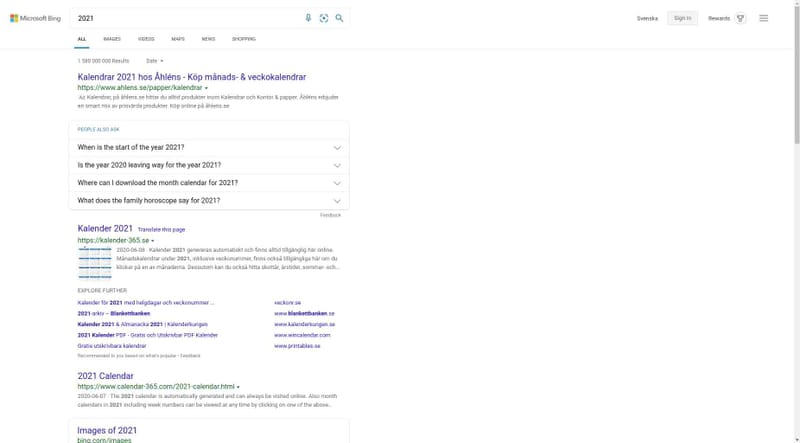 Microsoft Bing
2021
Svenska
Sign in
Rewards
ALL
IMAGES
VIDEOS
MAPS
NEWS
SHOPPING
1 580 000 000 Results
Date
Kalendrar 2021 hos Åhléns - Köp månads- & veckokalendrar
https://www.ahlens.se/papper/kalendrar
Ad Kalendrar, på åhlens.se hittar du alltid produkter inom Kalendrar och Kontor & papper. Åhléns erbjuder
en smart mix av prisvärda produkter. Köp online på åhléns.se
PEOPLE ALSO ASK
When is the start of the year 2021?
Is the year 2020 leaving way for the year 2021?
Where can I download the month calendar for 2021?
What does the family horoscope say for 2021?
Feedback
Kalender 2021 Translate this page
https://kalender-365.se
2020-06-08 · Kalender 2021 genereras automatiskt och finns alltid tillgänglig här online.
Månadskalendrar under 2021, inklusive veckonummer, finns också tillgängliga här om du
klickar på en av månaderna. Dessutom kan du också hitta skottår, årstider, sommar- och...
EXPLORE FURTHER
Kalender för 2021 med helgdagar och veckonummer ...
veckonr.se
2021-arkiv – Blankettbanken
www.blankettbanken.se
Kalender 2021 & Almanacka 2021 | Kalenderkungen
www.kalenderkungen.se
2021 Kalender PDF - Gratis och Utskrivbar PDF Kalender
www.wincalendar.com
Gratis utskrivbara kalendrar
www.printables.se
Recommended to you based on what's popular • Feedback
2021 Calendar
https://www.calendar-365.com/2021-calendar.html
2020-06-07 · The 2021 calendar is automatically generated and can always be visited online. Also month
calendars in 2021 including week numbers can be viewed at any time by clicking on one of the above...
Images of 2021
bing.com/images